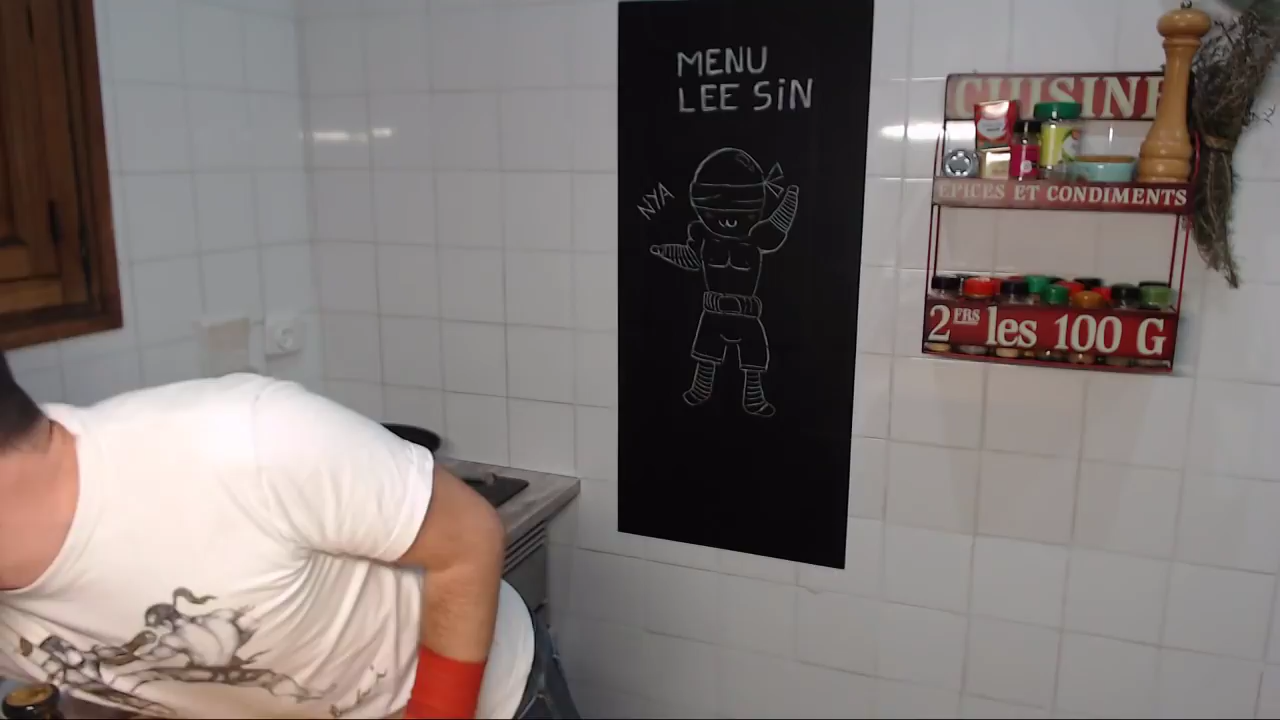 MENU
LEE SiN
NYA
CUISINE
EPICES ET CONDIMENTS
2 FRS les 100 G